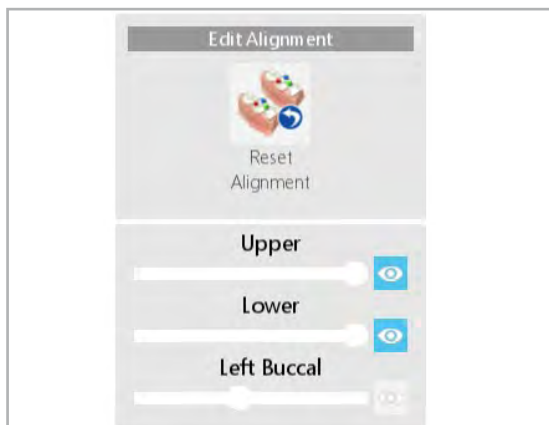 Edit Alignment
Reset
Alignment
Upper
Lower
Left Buccal